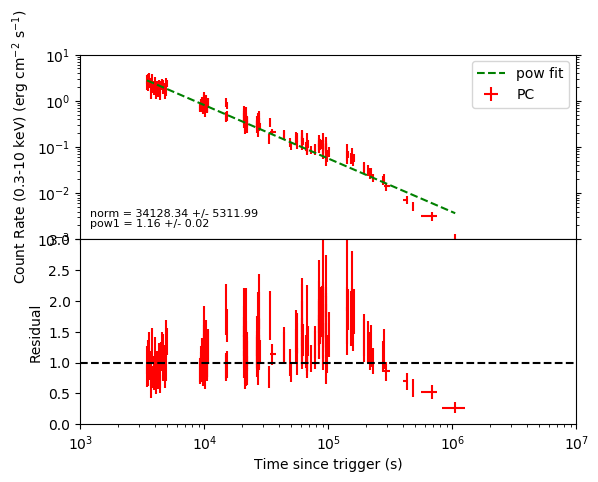 Count Rate (0.3-10 keV) (erg cm⁻² s⁻¹)
10¹
10⁰
10⁻¹
10⁻²
10⁻³
pow fit
PC
norm = 34128.34 +/- 5311.99
pow1 = 1.16 +/- 0.02
Residual
3.0
2.5
2.0
1.5
1.0
0.5
0.0
10³ 10⁴ 10⁵ 10⁶ 10⁷
Time since trigger (s)